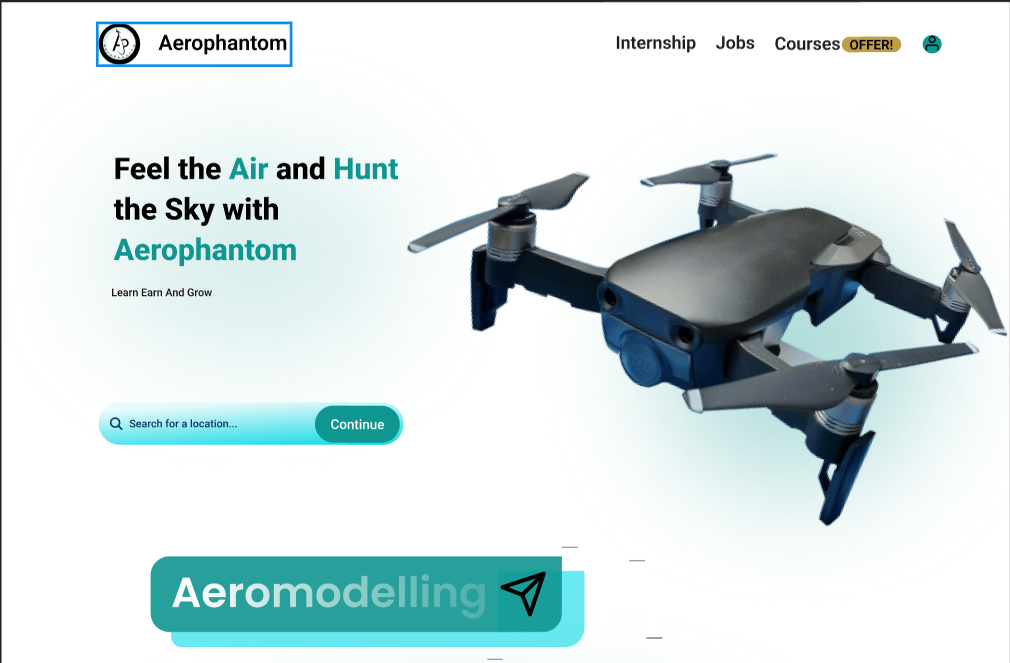 Aerophantom
Internship Jobs Courses OFFER!
Feel the Air and Hunt
the Sky with
Aerophantom
Learn Earn And Grow
Search for a location...
Continue
Aeromodelling